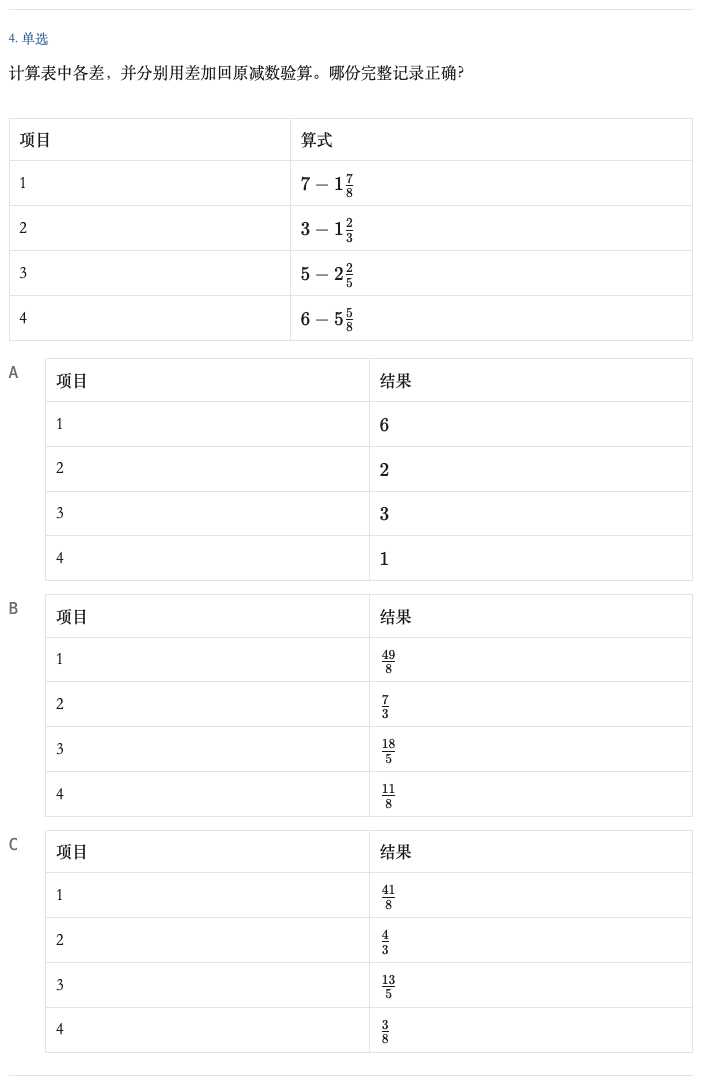 4. 单选
计算表中各差，并分别用差加回原减数验算。哪份完整记录正确?
项目 算式
1 7 − 1 7/8
2 3 − 1 2/3
3 5 − 2 2/5
4 6 − 5 5/8
A 项目 结果
1 6
2 2
3 3
4 1
B 项目 结果
1 49/8
2 7/3
3 18/5
4 11/8
C 项目 结果
1 41/8
2 4/3
3 13/5
4 3/8